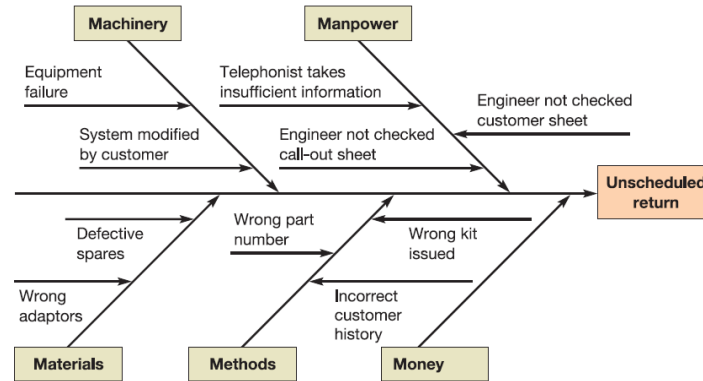 Machinery
Manpower
Equipment
failure
Telephonist takes
insufficient information
Engineer not checked
customer sheet
System modified
by customer
Engineer not checked
call-out sheet
Unscheduled
return
Defective
spares
Wrong part
number
Wrong kit
issued
Wrong
adaptors
Incorrect
customer
history
Materials
Methods
Money